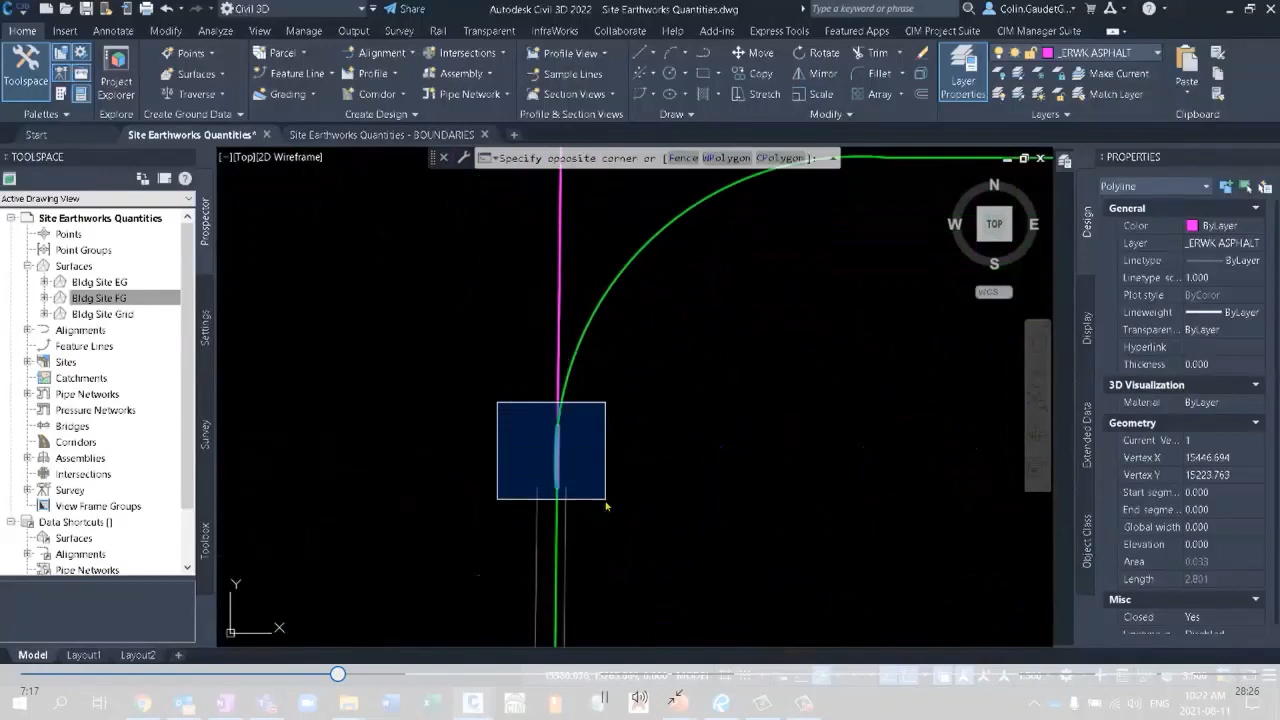 Civil 3D Share Autodesk Civil 3D 2022 Site Earthworks Quantities.dwg Type a keyword or phrase Colin.GaudetG...
Home Insert Annotate Modify Analyze View Manage Output Survey Rail Transparent InfraWorks Collaborate Help Add-ins Express Tools Featured Apps CIM Project Suite CIM Manager Suite
Points Parcel Alignment Intersections Profile View Move Rotate Trim _ERWK ASPHALT
Toolspace Project Explorer Surfaces Feature Line Profile Assembly Sample Lines Copy Mirror Fillet Layer Properties Make Current Paste
Traverse Grading Corridor Pipe Network Section Views Stretch Scale Array Match Layer
Palettes Explore Create Ground Data Create Design Profile & Section Views Draw Modify Layers Clipboard
Start Site Earthworks Quantities* Site Earthworks Quantities - BOUNDARIES
TOOLSPACE
Active Drawing View
Site Earthworks Quantities
Points
Point Groups
Surfaces
Bldg Site EG
Bldg Site FG
Bldg Site Grid
Alignments
Feature Lines
Sites
Catchments
Pipe Networks
Pressure Networks
Bridges
Corridors
Assemblies
Intersections
Survey
View Frame Groups
Data Shortcuts []
Surfaces
Alignments
Pipe Networks
Prospector
Settings
Survey
Toolbox
[−][Top][2D Wireframe]
Specify opposite corner or [Fence WPolygon CPolygon]:
N
W TOP E
S
WCS
Y
X
PROPERTIES
Polyline
General
Color ByLayer
Layer _ERWK ASPHALT
Linetype ByLayer
Linetype sc... 1.000
Plot style ByColor
Lineweight ByLayer
Transparen... ByLayer
Hyperlink
Thickness 0.000
3D Visualization
Material ByLayer
Geometry
Current Ve... 1
Vertex X 15446.694
Vertex Y 15223.763
Start segm... 0.000
End segme... 0.000
Global width 0.000
Elevation 0.000
Area 0.033
Length 2.801
Misc
Closed Yes
Design
Display
Extended Data
Object Class
Model Layout1 Layout2 +
7:17 28:26
ENG 10:22 AM
2021-08-11